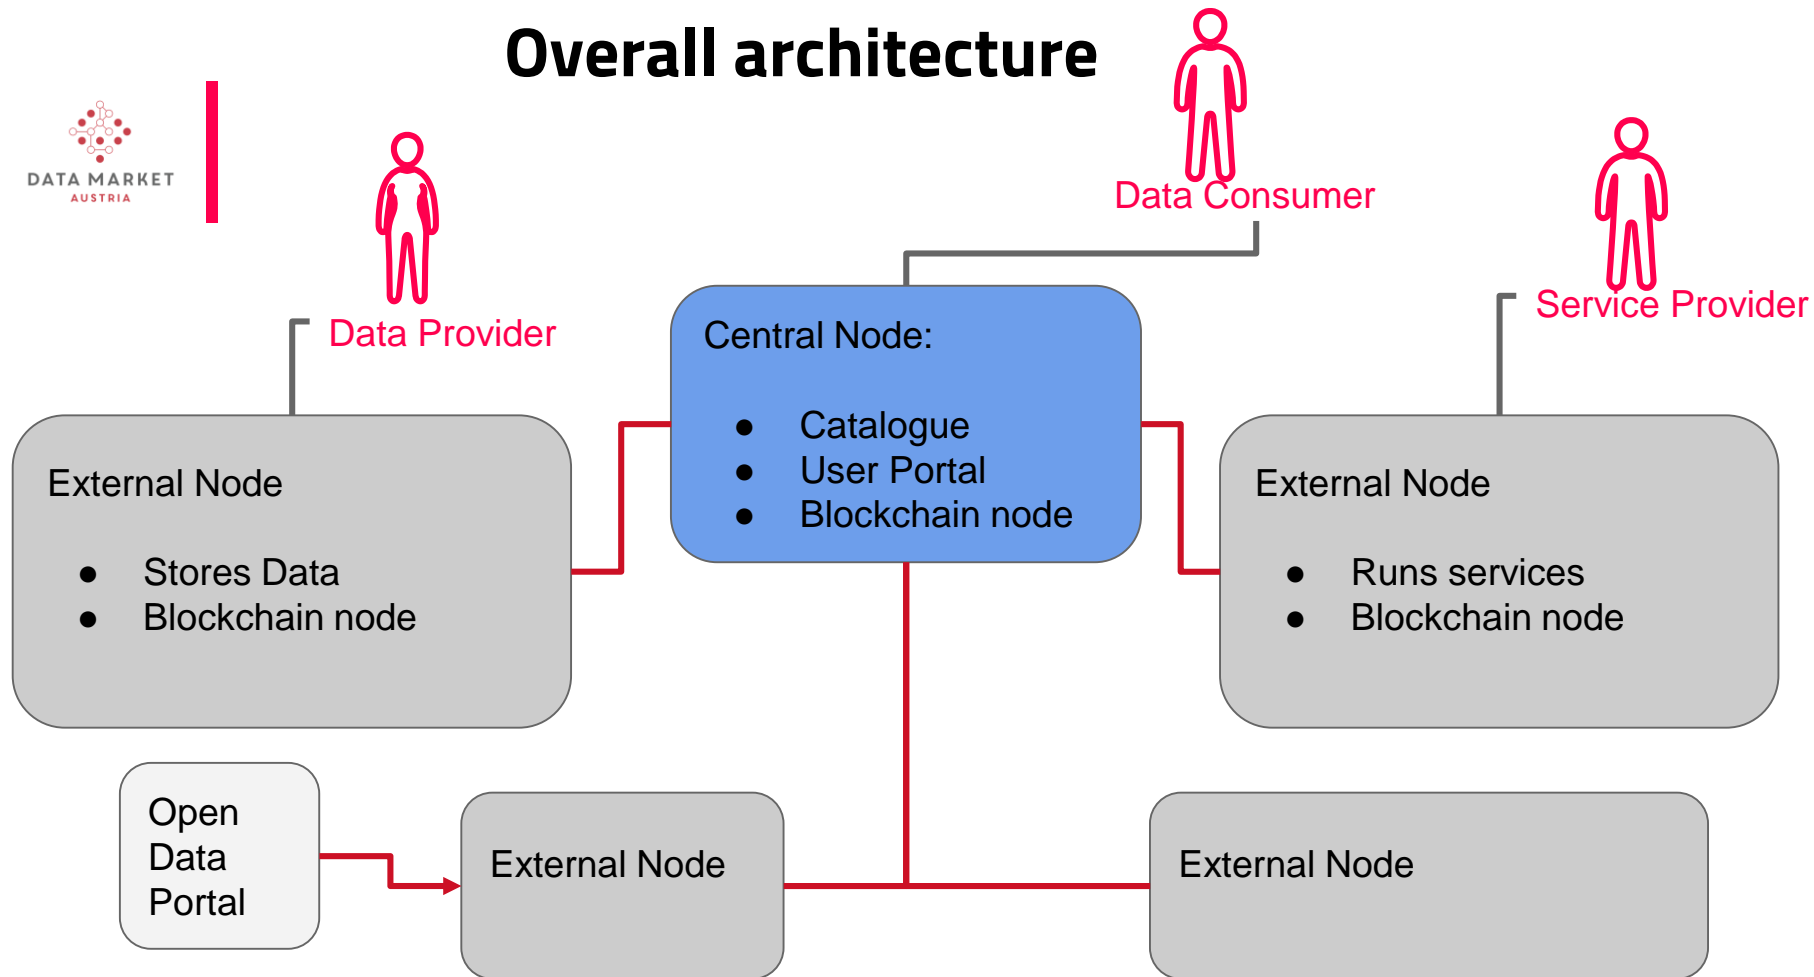 Overall architecture
DATA MARKET
AUSTRIA
Data Consumer
Service Provider
Data Provider
Central Node:
● Catalogue
● User Portal
● Blockchain node
External Node
● Stores Data
● Blockchain node
External Node
● Runs services
● Blockchain node
Open
Data
Portal
External Node
External Node